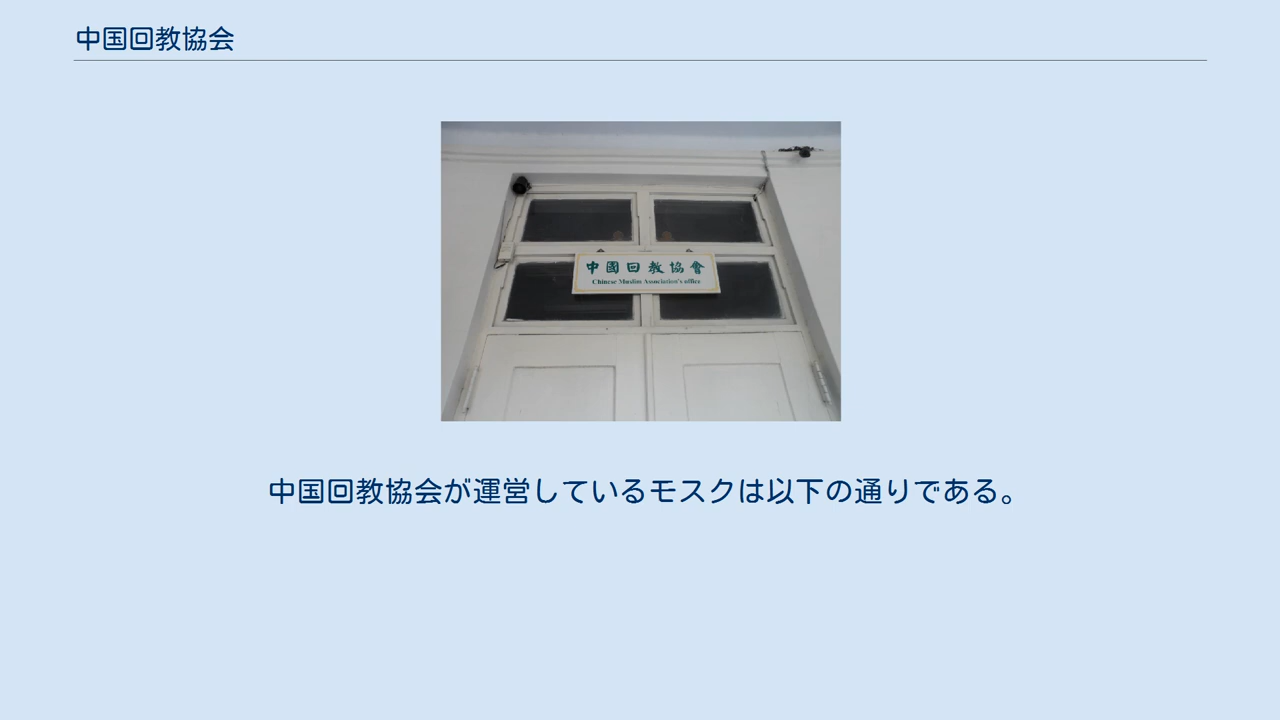 中国回教協会
中國回教協會
Chinese Muslim Association's office
中国回教協会が運営しているモスクは以下の通りである。